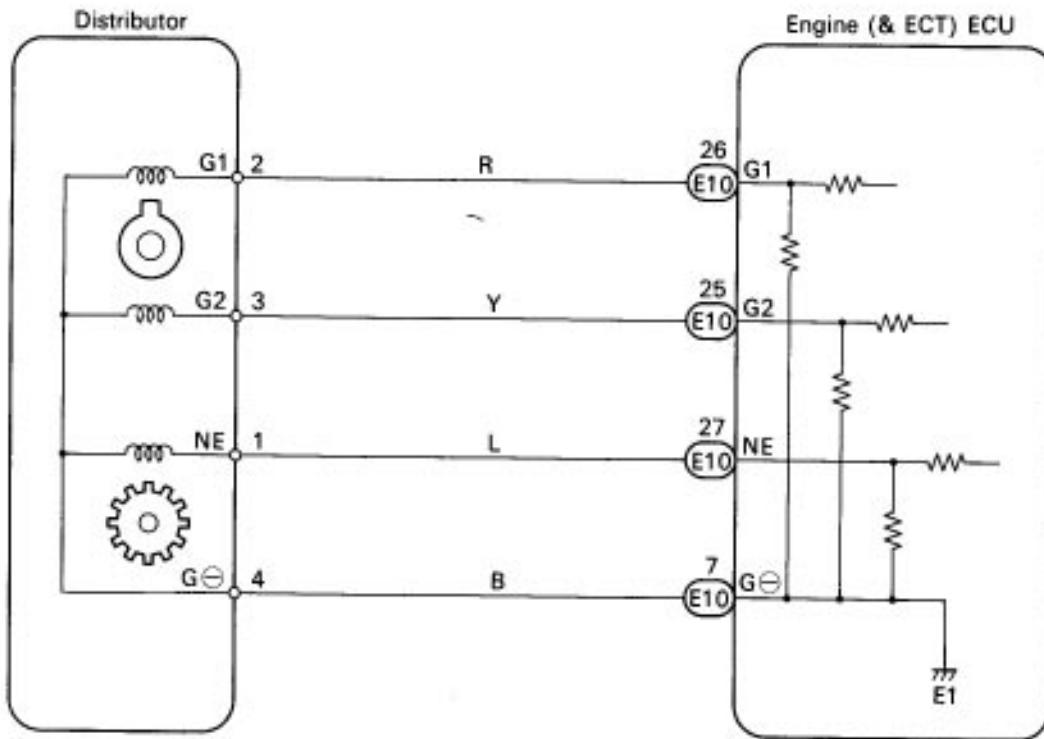 Distributor
Engine (& ECT) ECU
G1 2 R 26 E10 G1
G2 3 Y 25 E10 G2
NE 1 L 27 E10 NE
G⊖ 4 B 7 E10 G⊖
E1